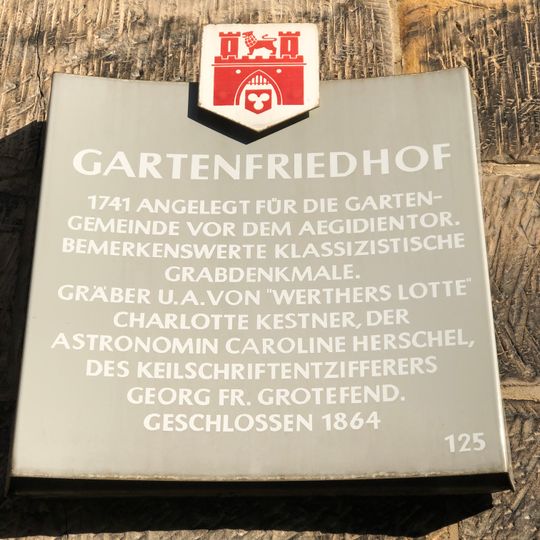 GARTENFRIEDHOF
1741 ANGELEGT FÜR DIE GARTEN-
GEMEINDE VOR DEM AEGIDIENTOR.
BEMERKENSWERTE KLASSIZISTISCHE
GRABDENKMALE.
GRÄBER U.A.VON "WERTHERS LOTTE"
CHARLOTTE KESTNER, DER
ASTRONOMIN CAROLINE HERSCHEL,
DES KEILSCHRIFTENTZIFFERERS
GEORG FR. GROTEFEND.
GESCHLOSSEN 1864
125